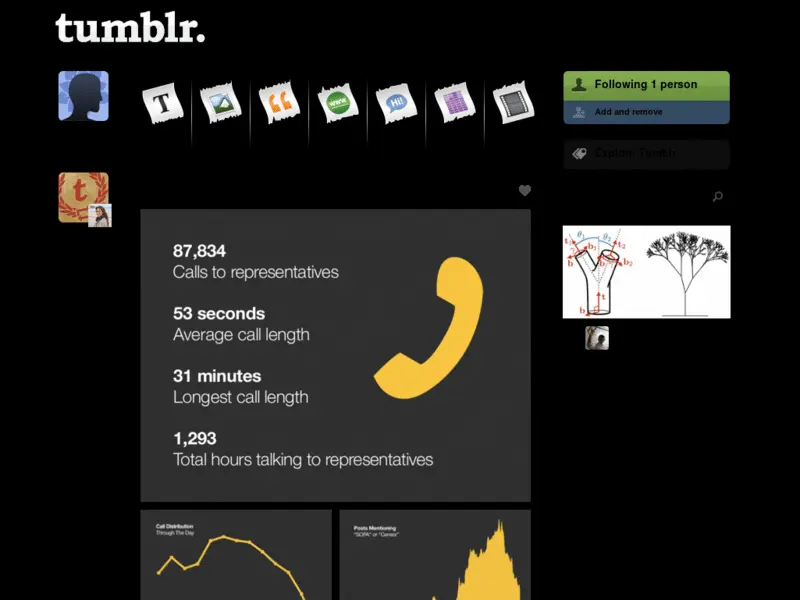 tumblr.
T
www
Hi!
Following 1 person
Add and remove
Explore Tumblr
t
87,834
Calls to representatives
53 seconds
Average call length
31 minutes
Longest call length
1,293
Total hours talking to representatives
Call Distribution
Through The Day
Posts Mentioning
"SOPA" or "Censor"